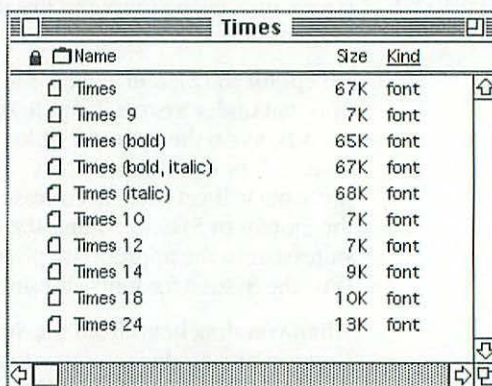 Times
Name Size Kind
Times 67K font
Times 9 7K font
Times (bold) 65K font
Times (bold, italic) 67K font
Times (italic) 68K font
Times 10 7K font
Times 12 7K font
Times 14 9K font
Times 18 10K font
Times 24 13K font